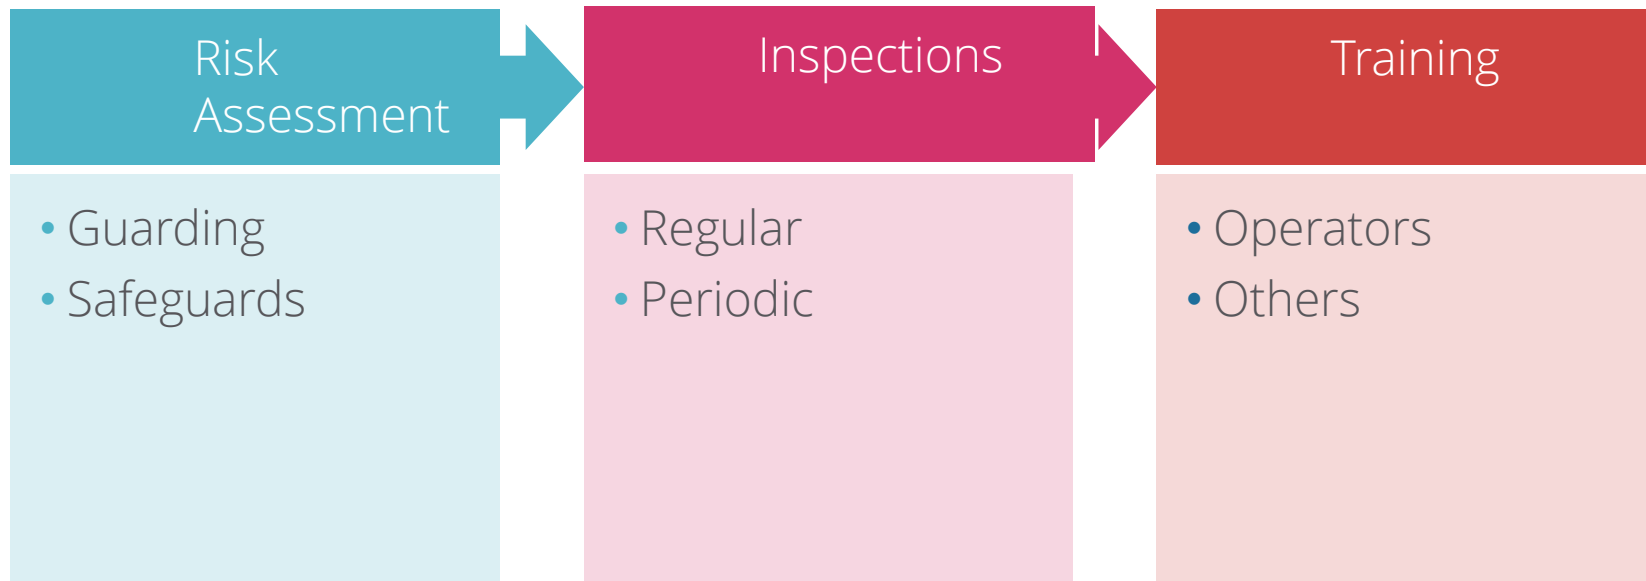 Risk
Assessment
• Guarding
• Safeguards
Inspections
• Regular
• Periodic
Training
• Operators
• Others